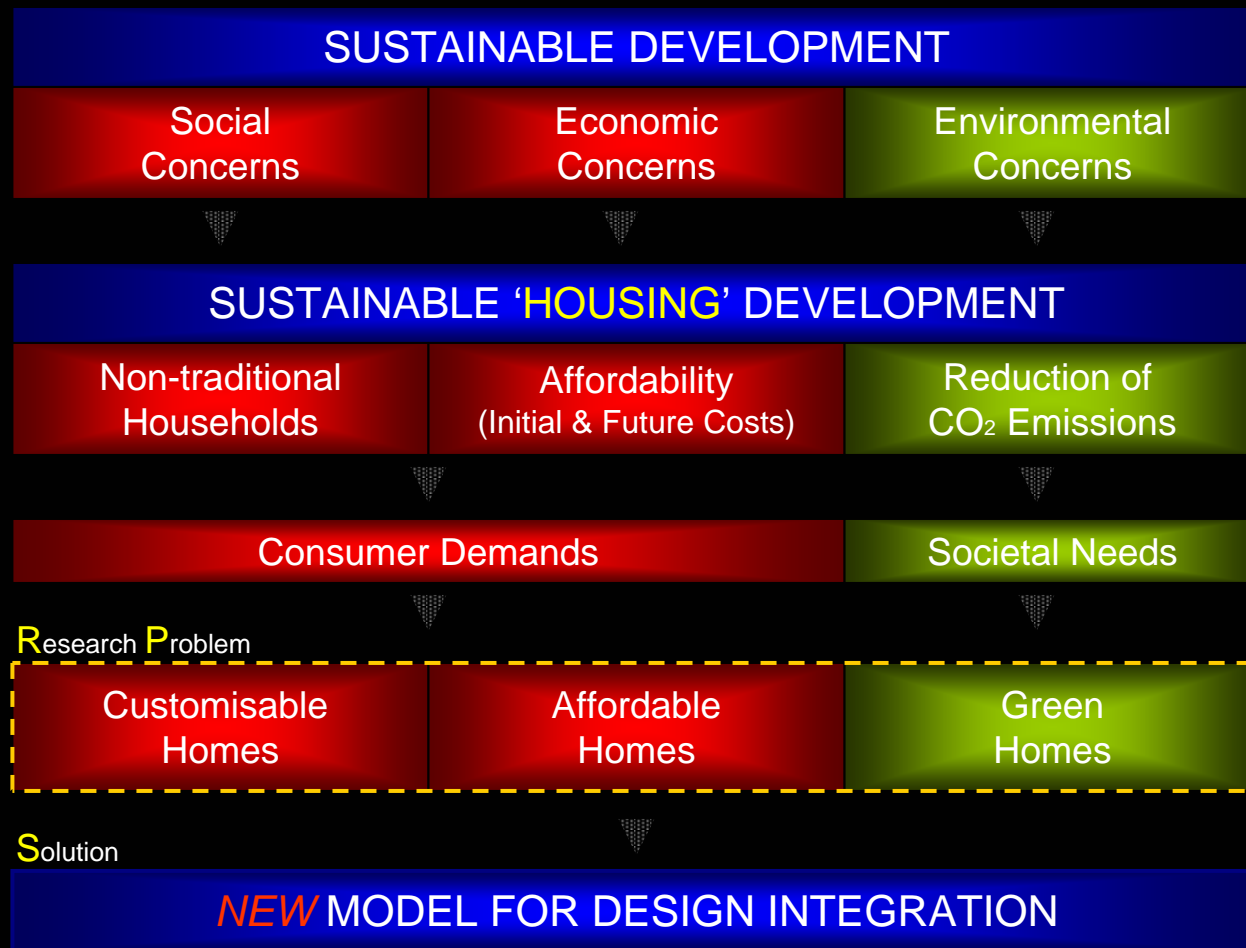 SUSTAINABLE DEVELOPMENT
Social
Concerns
Economic
Concerns
Environmental
Concerns
SUSTAINABLE ‘HOUSING’ DEVELOPMENT
Non-traditional
Households
Affordability
(Initial & Future Costs)
Reduction of
CO₂ Emissions
Consumer Demands
Societal Needs
Research Problem
Customisable
Homes
Affordable
Homes
Green
Homes
Solution
NEW MODEL FOR DESIGN INTEGRATION